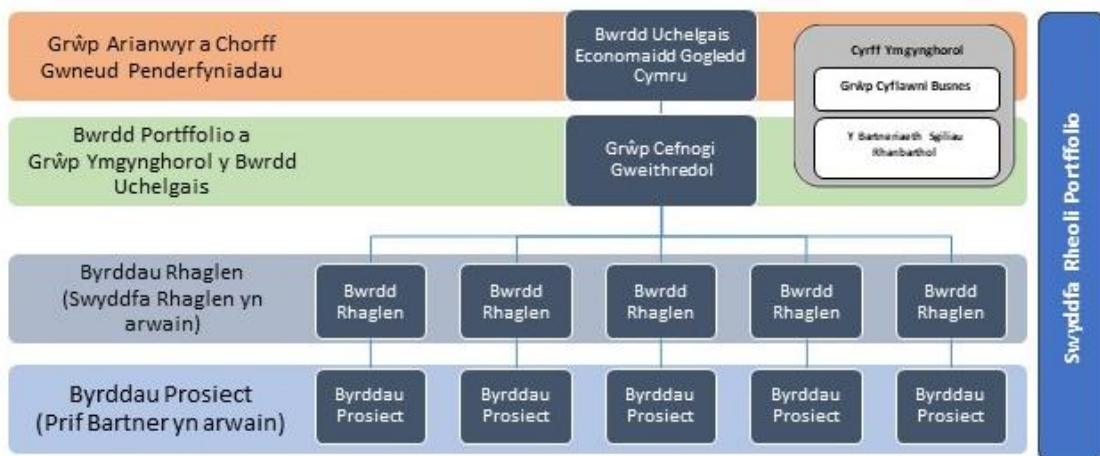 Grŵp Arianwyr a Chorff
Gwneud Penderfyniadau
Bwrdd Uchelgais
Economaidd Gogledd
Cymru
Cyrff Ymgynghorol
Grŵp Cyflawni Busnes
Y Bartneriaeth Sgiliau
Rhanbarthol
Bwrdd Portffolio a
Grŵp Ymgynghorol y Bwrdd
Uchelgais
Grŵp Cefnogi
Gweithredol
Byrddau Rhaglen
(Swyddfa Rhaglen yn
arwain)
Bwrdd
Rhaglen
Bwrdd
Rhaglen
Bwrdd
Rhaglen
Bwrdd
Rhaglen
Bwrdd
Rhaglen
Byrddau Prosiect
(Prif Bartner yn arwain)
Byrddau
Prosiect
Byrddau
Prosiect
Byrddau
Prosiect
Byrddau
Prosiect
Byrddau
Prosiect
Swyddfa Rheoli Portffolio